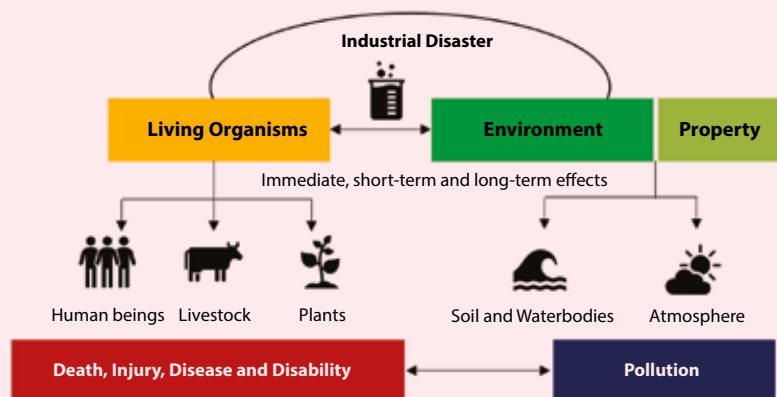 Industrial Disaster
Living Organisms
Environment
Property
Immediate, short-term and long-term effects
Human beings
Livestock
Plants
Soil and Waterbodies
Atmosphere
Death, Injury, Disease and Disability
Pollution